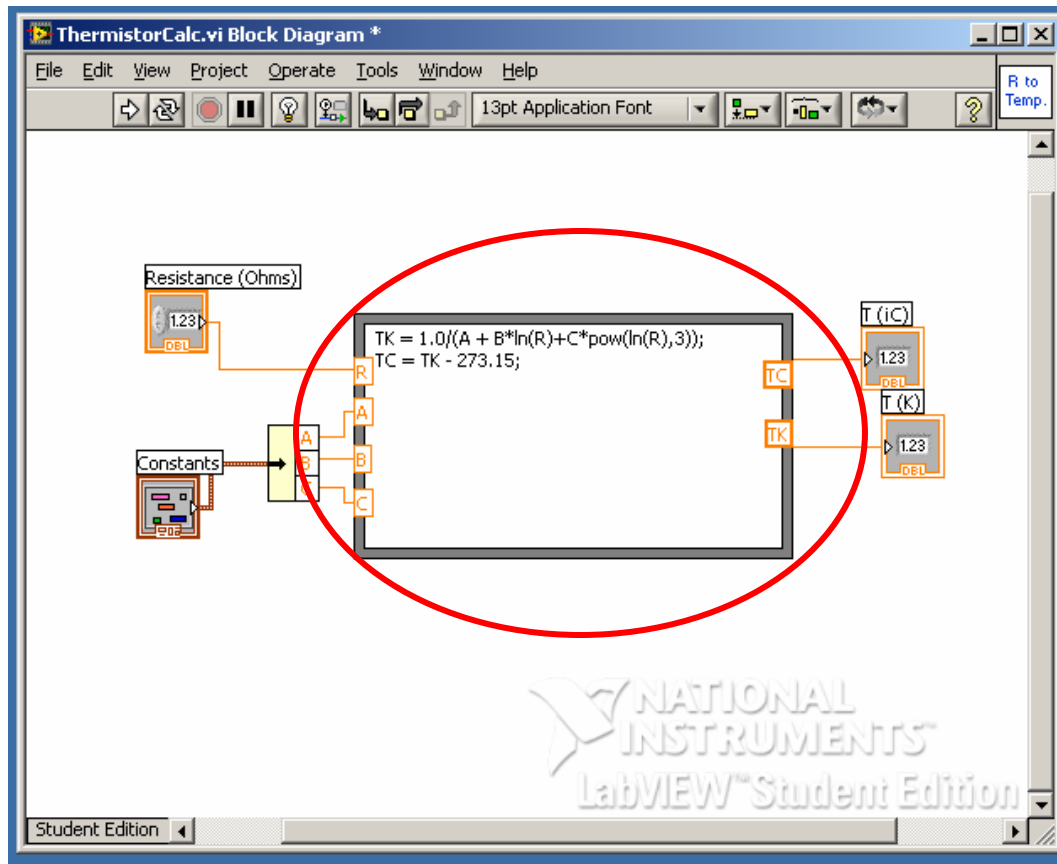 ThermistorCalc.vi Block Diagram *
File Edit View Project Operate Tools Window Help
R to
Temp.
13pt Application Font
?
Resistance (Ohms)
1.23
DBL
TK = 1.0/(A + B*ln(R)+C*pow(ln(R),3));
TC = TK - 273.15;
R
A
B
C
TC
TK
T (iC)
1.23
DBL
T (K)
1.23
DBL
Constants
A
B
C
NATIONAL
INSTRUMENTS™
LabVIEW™ Student Edition
Student Edition